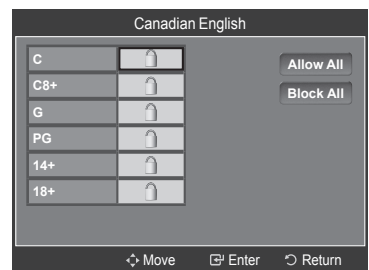 Canadian English
C
Allow All
C8+
Block All
G
PG
14+
18+
Move Enter Return